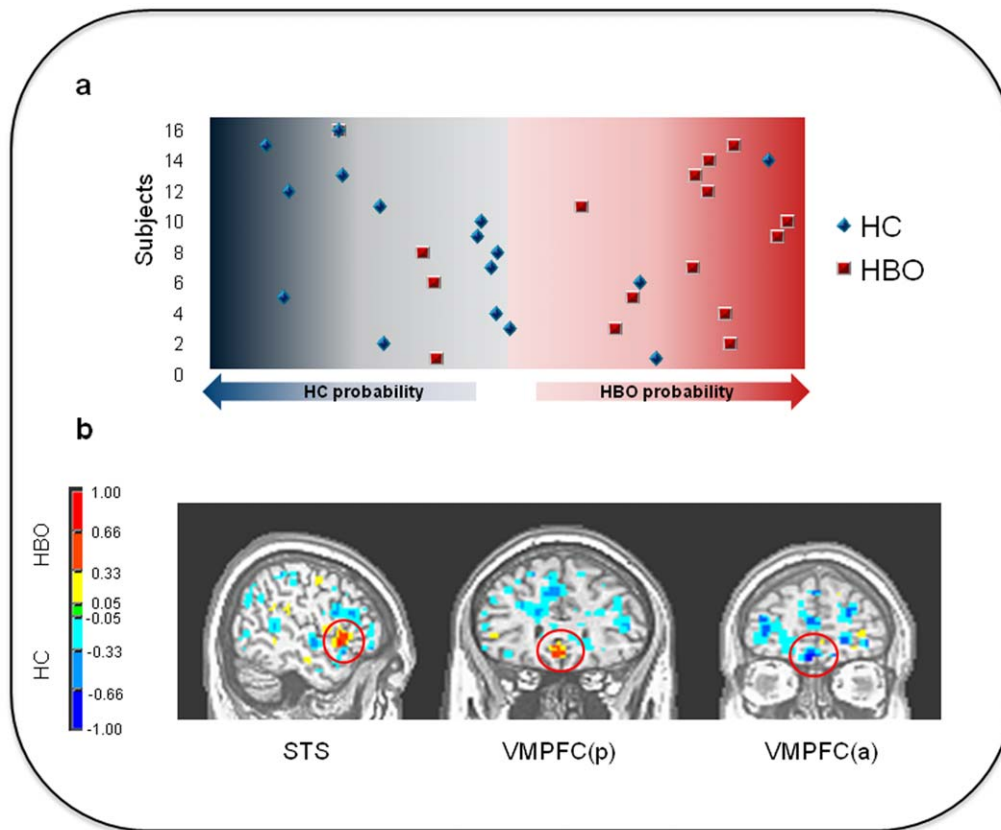 a
16
14
12
10
8
6
4
2
0
Subjects
HC
HBO
HC probability
HBO probability
b
HBO
HC
1.00
0.66
0.33
0.05
-0.05
-0.33
-0.66
-1.00
STS
VMPFC(p)
VMPFC(a)